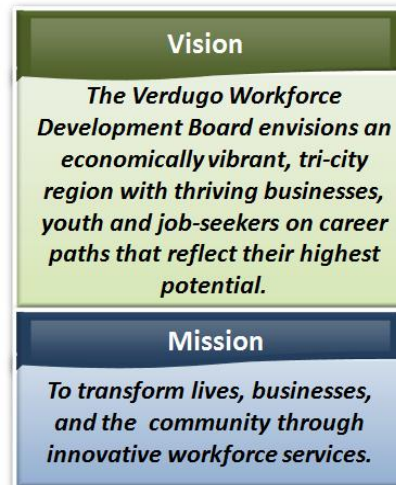 Vision
The Verdugo Workforce
Development Board envisions an
economically vibrant, tri-city
region with thriving businesses,
youth and job-seekers on career
paths that reflect their highest
potential.
Mission
To transform lives, businesses,
and the community through
innovative workforce services.